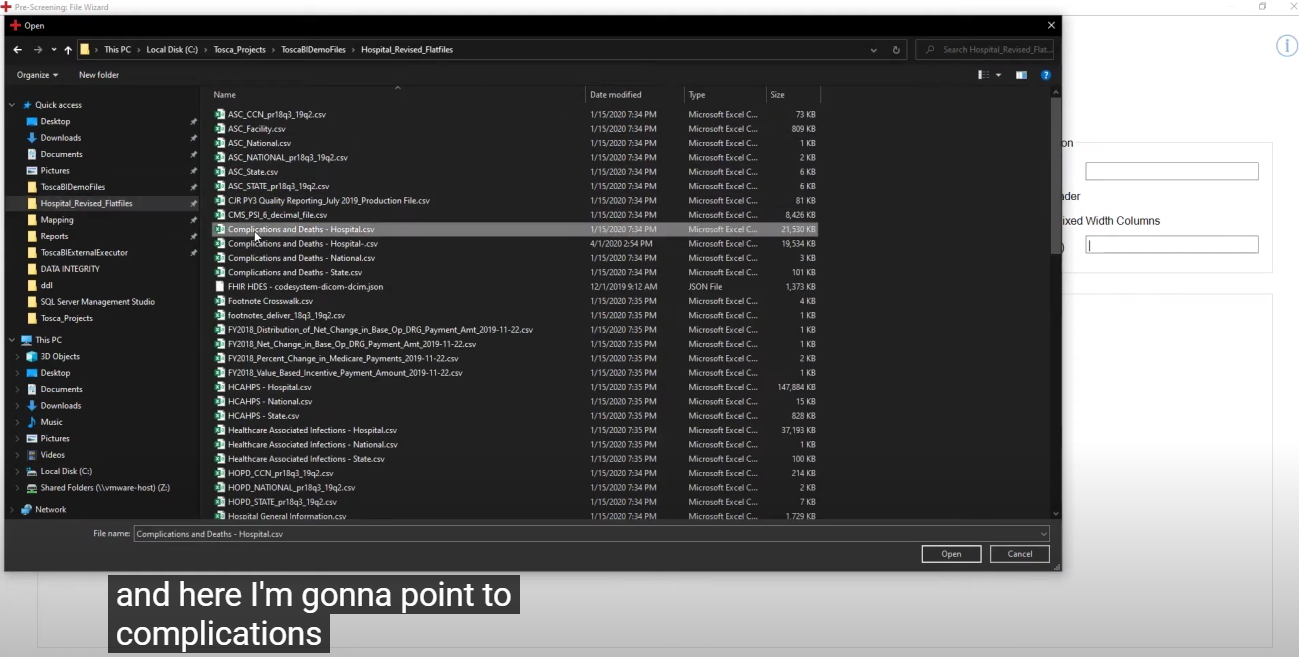 Pre-Screening: File Wizard
Open
This PC › Local Disk (C:) › Tosca_Projects › ToscaBIDemoFiles › Hospital_Revised_Flatfiles
Search Hospital_Revised_Flat...
Organize
New folder
Name Date modified Type Size
Quick access
Desktop
Downloads
Documents
Pictures
ToscaBIDemoFiles
Hospital_Revised_Flatfiles
Mapping
Reports
ToscaBIExternalExecutor
DATA INTEGRITY
ddl
SQL Server Management Studio
Tosca_Projects
This PC
3D Objects
Desktop
Documents
Downloads
Music
Pictures
Videos
Local Disk (C:)
Shared Folders (\\vmware-host) (Z:)
Network
ASC_CCN_pr18q3_19q2.csv 1/15/2020 7:34 PM Microsoft Excel C... 73 KB
ASC_Facility.csv 1/15/2020 7:34 PM Microsoft Excel C... 809 KB
ASC_National.csv 1/15/2020 7:34 PM Microsoft Excel C... 1 KB
ASC_NATIONAL_pr18q3_19q2.csv 1/15/2020 7:34 PM Microsoft Excel C... 2 KB
ASC_State.csv 1/15/2020 7:34 PM Microsoft Excel C... 6 KB
ASC_STATE_pr18q3_19q2.csv 1/15/2020 7:34 PM Microsoft Excel C... 6 KB
CJR PY3 Quality Reporting_July 2019_Production File.csv 1/15/2020 7:34 PM Microsoft Excel C... 81 KB
CMS_PSI_6_decimal_file.csv 1/15/2020 7:34 PM Microsoft Excel C... 8,426 KB
Complications and Deaths - Hospital.csv 1/15/2020 7:34 PM Microsoft Excel C... 21,530 KB
Complications and Deaths - Hospital-.csv 4/1/2020 2:54 PM Microsoft Excel C... 19,534 KB
Complications and Deaths - National.csv 1/15/2020 7:34 PM Microsoft Excel C... 3 KB
Complications and Deaths - State.csv 1/15/2020 7:34 PM Microsoft Excel C... 101 KB
FHIR HDES - codesystem-dicom-dcim.json 12/1/2019 9:12 AM JSON File 1,373 KB
Footnote Crosswalk.csv 1/15/2020 7:35 PM Microsoft Excel C... 4 KB
footnotes_deliver_18q3_19q2.csv 1/15/2020 7:35 PM Microsoft Excel C... 1 KB
FY2018_Distribution_of_Net_Change_in_Base_Op_DRG_Payment_Amt_2019-11-22.csv 1/15/2020 7:35 PM Microsoft Excel C... 1 KB
FY2018_Net_Change_in_Base_Op_DRG_Payment_Amt_2019-11-22.csv 1/15/2020 7:35 PM Microsoft Excel C... 1 KB
FY2018_Percent_Change_in_Medicare_Payments_2019-11-22.csv 1/15/2020 7:35 PM Microsoft Excel C... 2 KB
FY2018_Value_Based_Incentive_Payment_Amount_2019-11-22.csv 1/15/2020 7:35 PM Microsoft Excel C... 1 KB
HCAHPS - Hospital.csv 1/15/2020 7:35 PM Microsoft Excel C... 147,884 KB
HCAHPS - National.csv 1/15/2020 7:35 PM Microsoft Excel C... 15 KB
HCAHPS - State.csv 1/15/2020 7:35 PM Microsoft Excel C... 828 KB
Healthcare Associated Infections - Hospital.csv 1/15/2020 7:35 PM Microsoft Excel C... 37,193 KB
Healthcare Associated Infections - National.csv 1/15/2020 7:35 PM Microsoft Excel C... 1 KB
Healthcare Associated Infections - State.csv 1/15/2020 7:35 PM Microsoft Excel C... 100 KB
HOPD_CCN_pr18q3_19q2.csv 1/15/2020 7:34 PM Microsoft Excel C... 214 KB
HOPD_NATIONAL_pr18q3_19q2.csv 1/15/2020 7:34 PM Microsoft Excel C... 2 KB
HOPD_STATE_pr18q3_19q2.csv 1/15/2020 7:34 PM Microsoft Excel C... 7 KB
Hospital General Information.csv 1/15/2020 7:34 PM Microsoft Excel C... 1,729 KB
on
der
ixed Width Columns
)
File name: Complications and Deaths - Hospital.csv
Open Cancel
and here I'm gonna point to
complications